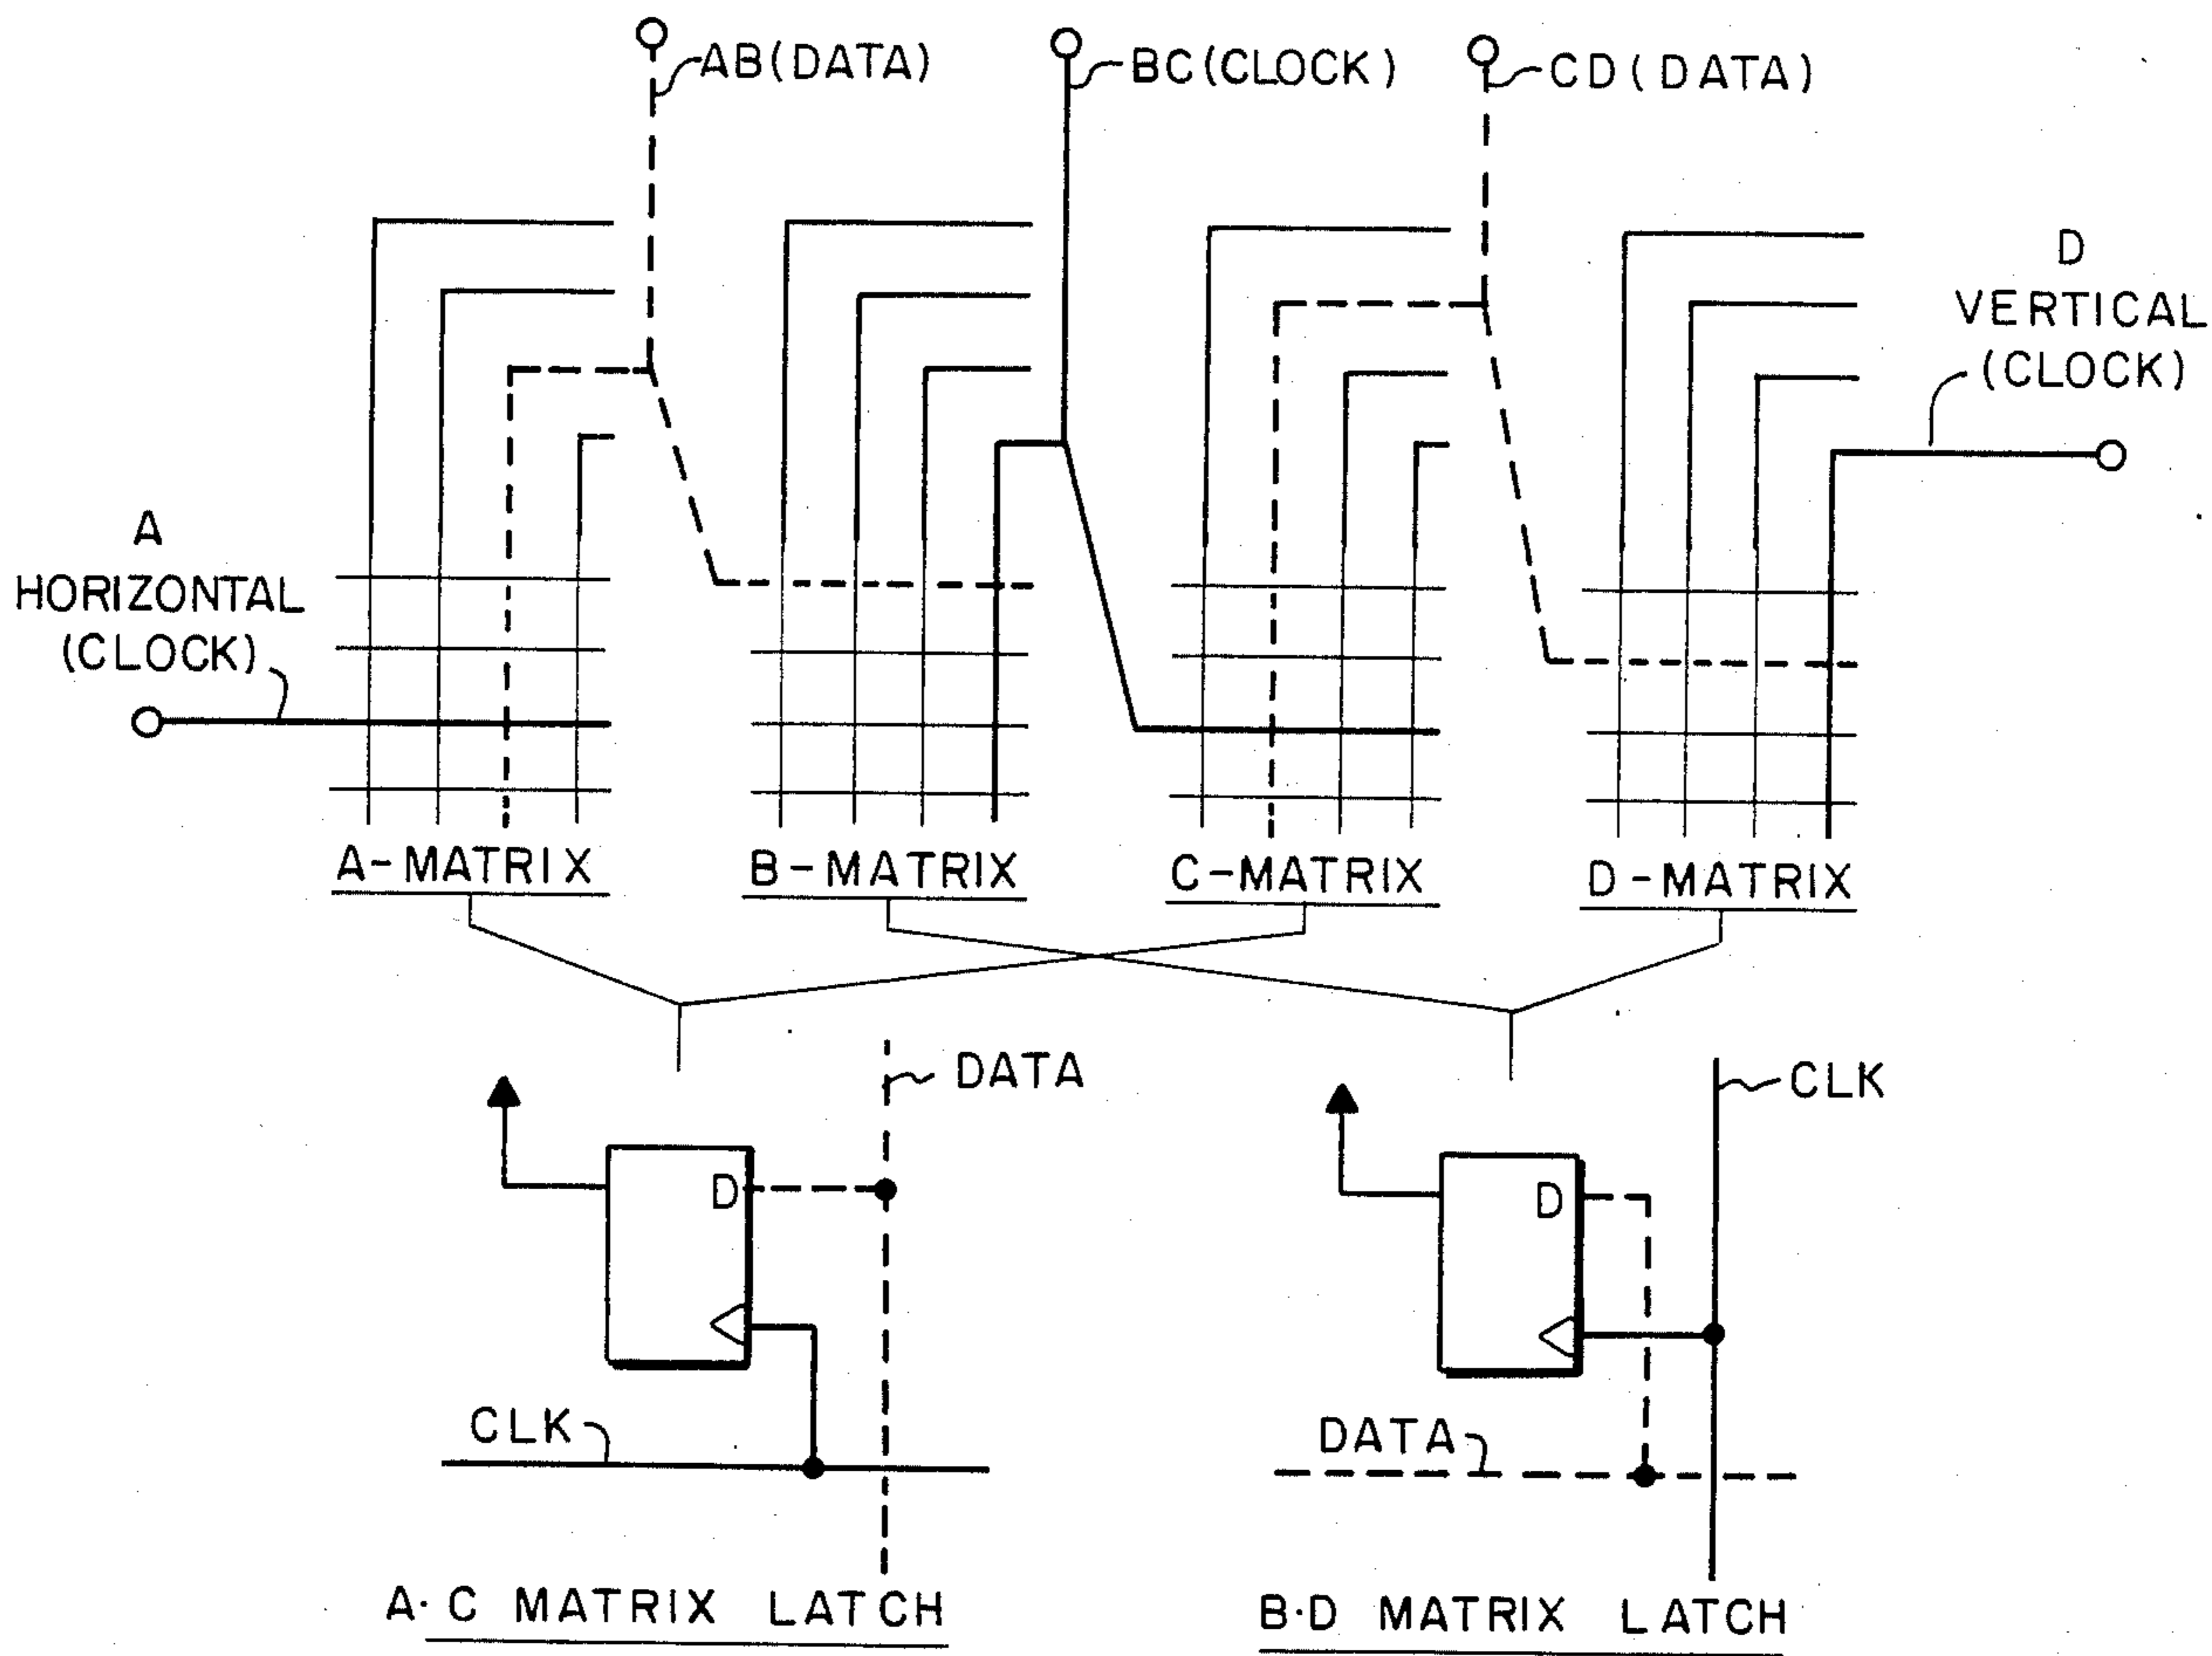 AB(DATA)
BC(CLOCK)
CD(DATA)
D
VERTICAL
(CLOCK)
A
HORIZONTAL
(CLOCK)
A-MATRIX
B-MATRIX
C-MATRIX
D-MATRIX
DATA
CLK
D
D
CLK
DATA
A·C MATRIX LATCH
B·D MATRIX LATCH